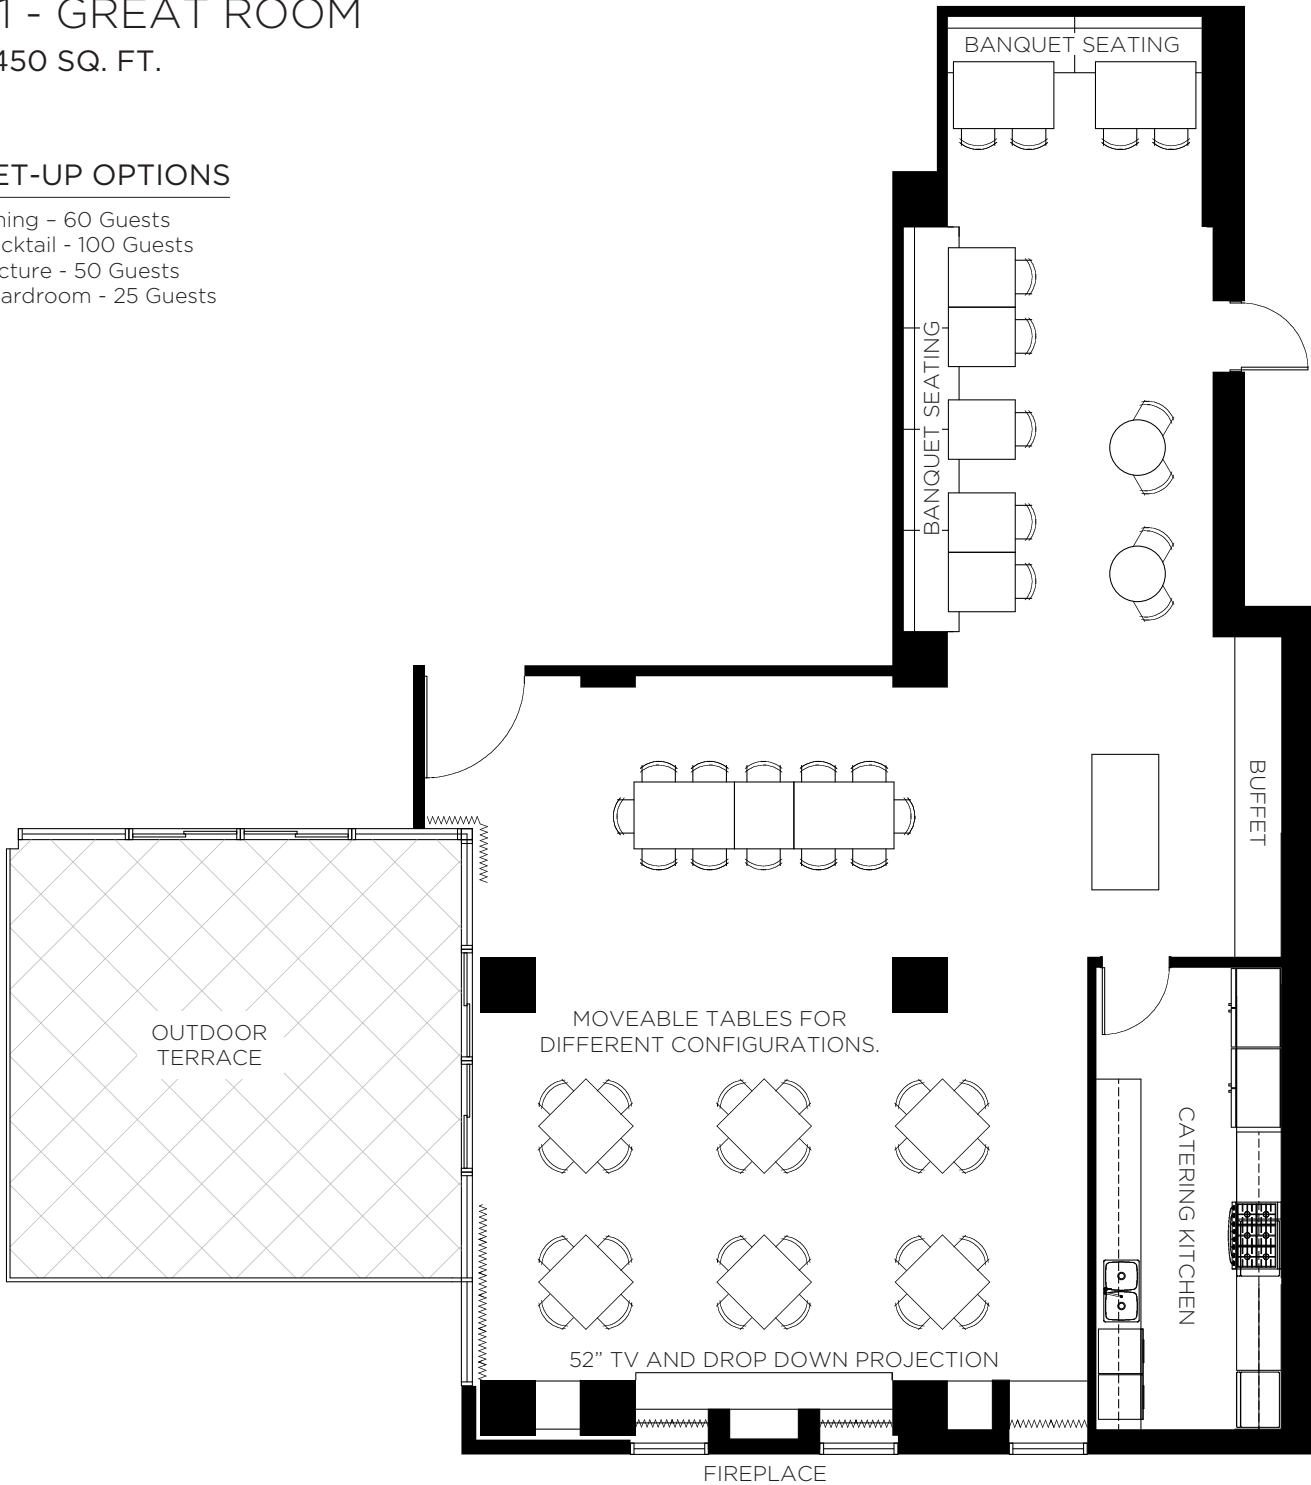 1 - GREAT ROOM
450 SQ. FT.
ET-UP OPTIONS
ning – 60 Guests
cktail - 100 Guests
cture - 50 Guests
ardroom - 25 Guests
BANQUET SEATING
BANQUET SEATING
BUFFET
OUTDOOR
TERRACE
MOVEABLE TABLES FOR
DIFFERENT CONFIGURATIONS.
CATERING KITCHEN
52” TV AND DROP DOWN PROJECTION
FIREPLACE